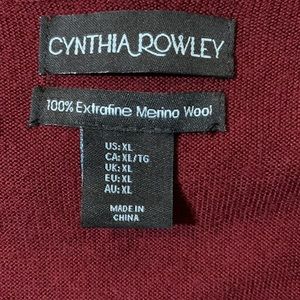 CYNTHIA ROWLEY
100% Extrafine Merino Wool
US: XL
CA: XL/TG
UK: XL
EU: XL
AU: XL
MADE IN
CHINA